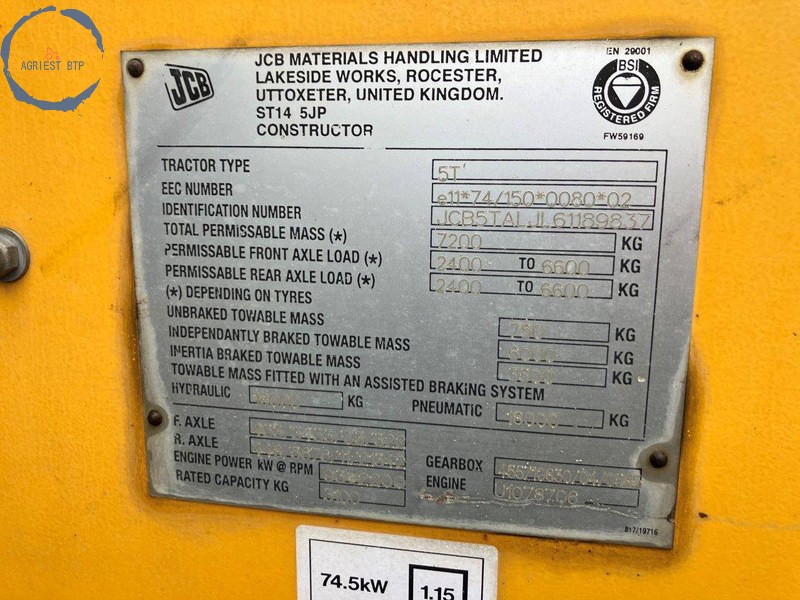 AGRIEST BTP
JCB
JCB MATERIALS HANDLING LIMITED
LAKESIDE WORKS, ROCESTER,
UTTOXETER, UNITED KINGDOM.
ST14 5JP
CONSTRUCTOR
EN 29001
BSI
REGISTERED FIRM
FW59169
TRACTOR TYPE 5T'
EEC NUMBER e11*74/150*0080*02
IDENTIFICATION NUMBER JCB5TALJL61189837
TOTAL PERMISSABLE MASS (*) 7200 KG
PERMISSABLE FRONT AXLE LOAD (*) 2400 TO 6600 KG
PERMISSABLE REAR AXLE LOAD (*) 2400 TO 6600 KG
(*) DEPENDING ON TYRES
UNBRAKED TOWABLE MASS KG
INDEPENDANTLY BRAKED TOWABLE MASS KG
INERTIA BRAKED TOWABLE MASS KG
TOWABLE MASS FITTED WITH AN ASSISTED BRAKING SYSTEM
HYDRAULIC KG PNEUMATIC 18000 KG
F. AXLE
R. AXLE
ENGINE POWER kW @ RPM
RATED CAPACITY KG
GEARBOX
ENGINE U1078706
817/19716
74.5kW 1.15